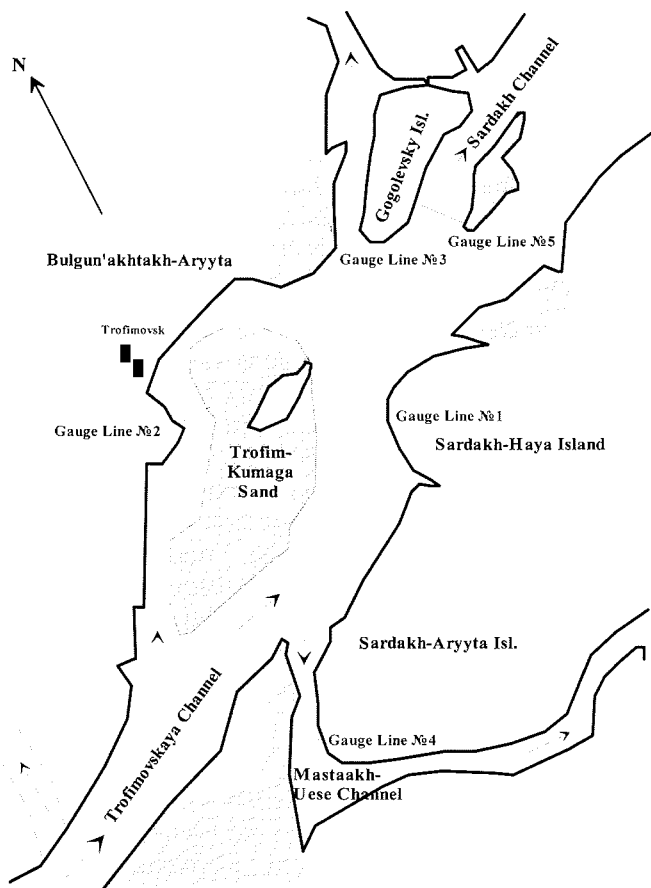 N
Sardakh Channel
Gogolevsky Isl.
Bulgun'akhtakh-Aryyta
Gauge Line №3
Gauge Line №5
Trofimovsk
Gauge Line №1
Gauge Line №2
Sardakh-Haya Island
Trofim-
Kumaga
Sand
Sardakh-Aryyta Isl.
Trofimovskaya Channel
Gauge Line №4
Mastaakh-
Uese Channel